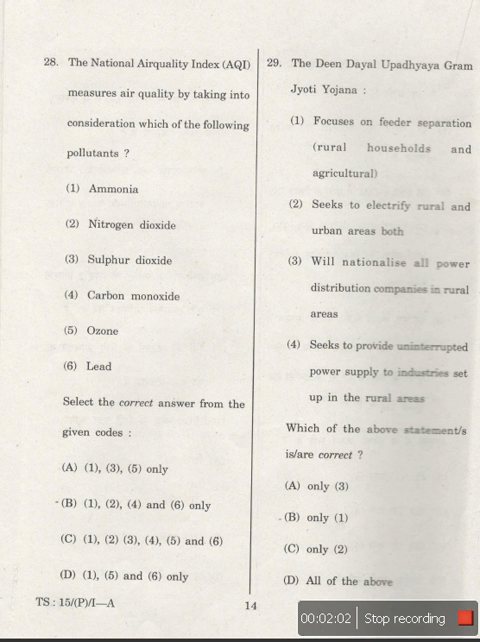 28. The National Airquality Index (AQI)
measures air quality by taking into
consideration which of the following
pollutants ?
(1) Ammonia
(2) Nitrogen dioxide
(3) Sulphur dioxide
(4) Carbon monoxide
(5) Ozone
(6) Lead
Select the correct answer from the
given codes :
(A) (1), (3), (5) only
(B) (1), (2), (4) and (6) only
(C) (1), (2) (3), (4), (5) and (6)
(D) (1), (5) and (6) only
29. The Deen Dayal Upadhyaya Gram
Jyoti Yojana :
(1) Focuses on feeder separation
(rural households and
agricultural)
(2) Seeks to electrify rural and
urban areas both
(3) Will nationalise all power
distribution companies in rural
areas
(4) Seeks to provide uninterrupted
power supply to industries set
up in the rural areas
Which of the above statement/s
is/are correct ?
(A) only (3)
(B) only (1)
(C) only (2)
(D) All of the above
TS : 15/(P)/I—A
14
00:02:02 Stop recording